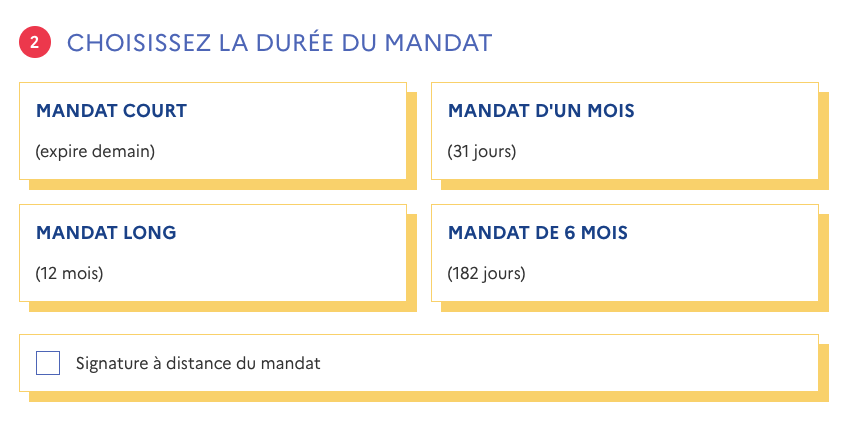 2 CHOISISSEZ LA DURÉE DU MANDAT
MANDAT COURT
(expire demain)
MANDAT D'UN MOIS
(31 jours)
MANDAT LONG
(12 mois)
MANDAT DE 6 MOIS
(182 jours)
Signature à distance du mandat